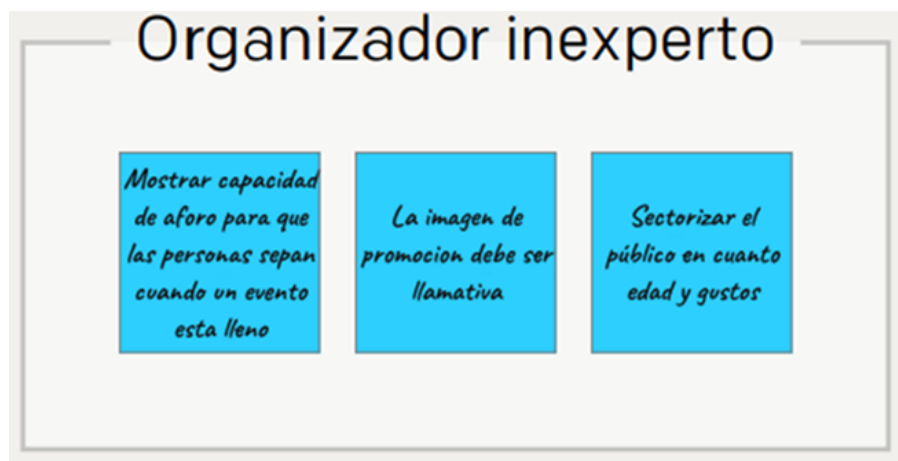 Organizador inexperto
Mostrar capacidad
de aforo para que
las personas sepan
cuando un evento
esta lleno
La imagen de
promocion debe ser
llamativa
Sectorizar el
público en cuanto
edad y gustos